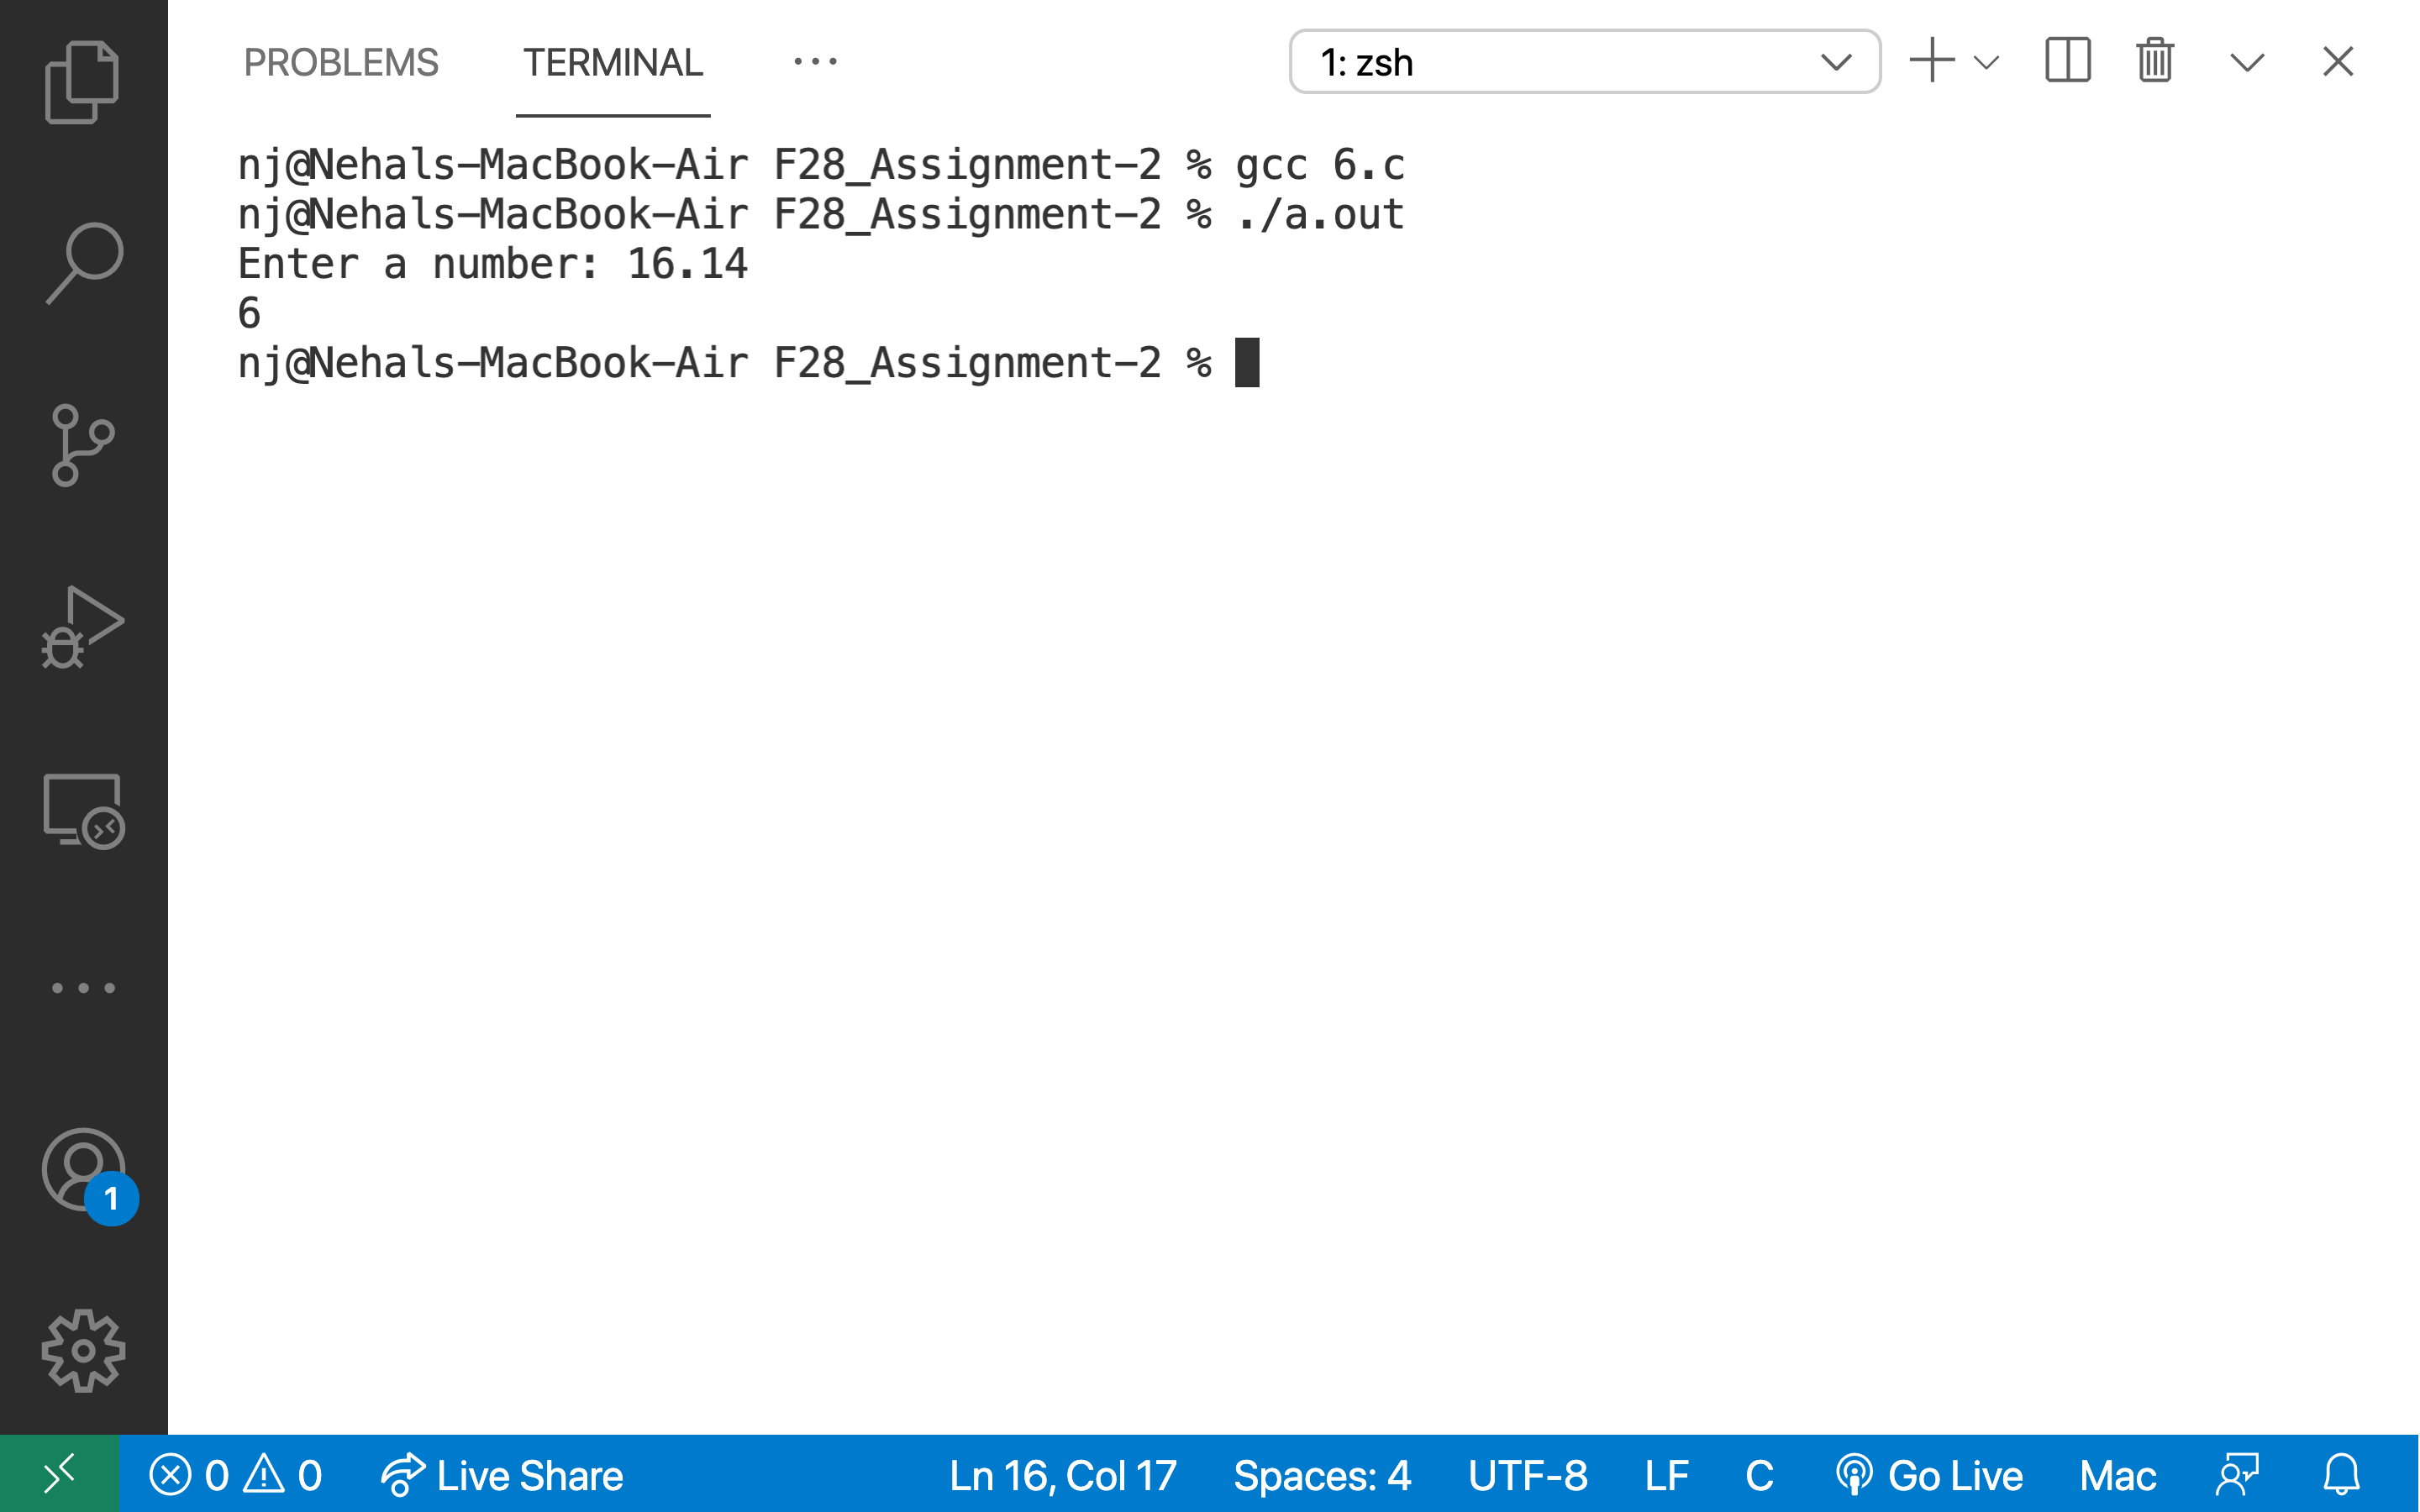 PROBLEMS TERMINAL ... 1: zsh
nj@Nehals-MacBook-Air F28_Assignment-2 % gcc 6.c
nj@Nehals-MacBook-Air F28_Assignment-2 % ./a.out
Enter a number: 16.14
6
nj@Nehals-MacBook-Air F28_Assignment-2 %
1
0 0 Live Share Ln 16, Col 17 Spaces: 4 UTF-8 LF C Go Live Mac